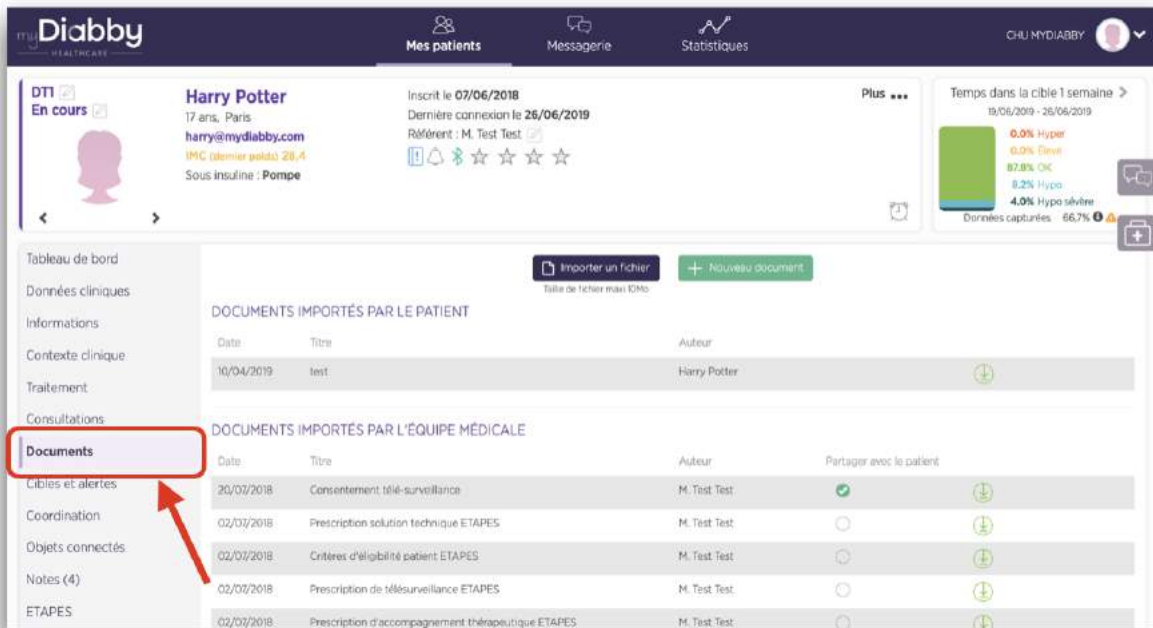 myDiabby
HEALTHCARE
Mes patients
Messagerie
Statistiques
CHU MYDIABBY
DT1
En cours
Harry Potter
17 ans, Paris
harry@mydiabby.com
IMC (dernier poids) 28,4
Sous insuline : Pompe
Inscrit le 07/06/2018
Dernière connexion le 26/06/2019
Référent : M. Test Test
Plus •••
Temps dans la cible 1 semaine >
19/06/2019 - 26/06/2019
0.0% Hyper
0.0% Élevé
87.8% OK
8.2% Hypo
4.0% Hypo sévère
Données capturées 66,7%
Tableau de bord
Données cliniques
Informations
Contexte clinique
Traitement
Consultations
Documents
Cibles et alertes
Coordination
Objets connectés
Notes (4)
ETAPES
Importer un fichier
+ Nouveau document
Taille de fichier maxi 10Mo
DOCUMENTS IMPORTÉS PAR LE PATIENT
Date Titre Auteur
10/04/2019 test Harry Potter
DOCUMENTS IMPORTÉS PAR L'ÉQUIPE MÉDICALE
Date Titre Auteur Partager avec le patient
20/07/2018 Consentement télé-surveillance M. Test Test
02/07/2018 Prescription solution technique ETAPES M. Test Test
02/07/2018 Critères d'éligibilité patient ETAPES M. Test Test
02/07/2018 Prescription de télésurveillance ETAPES M. Test Test
02/07/2018 Prescription d'accompagnement thérapeutique ETAPES M. Test Test